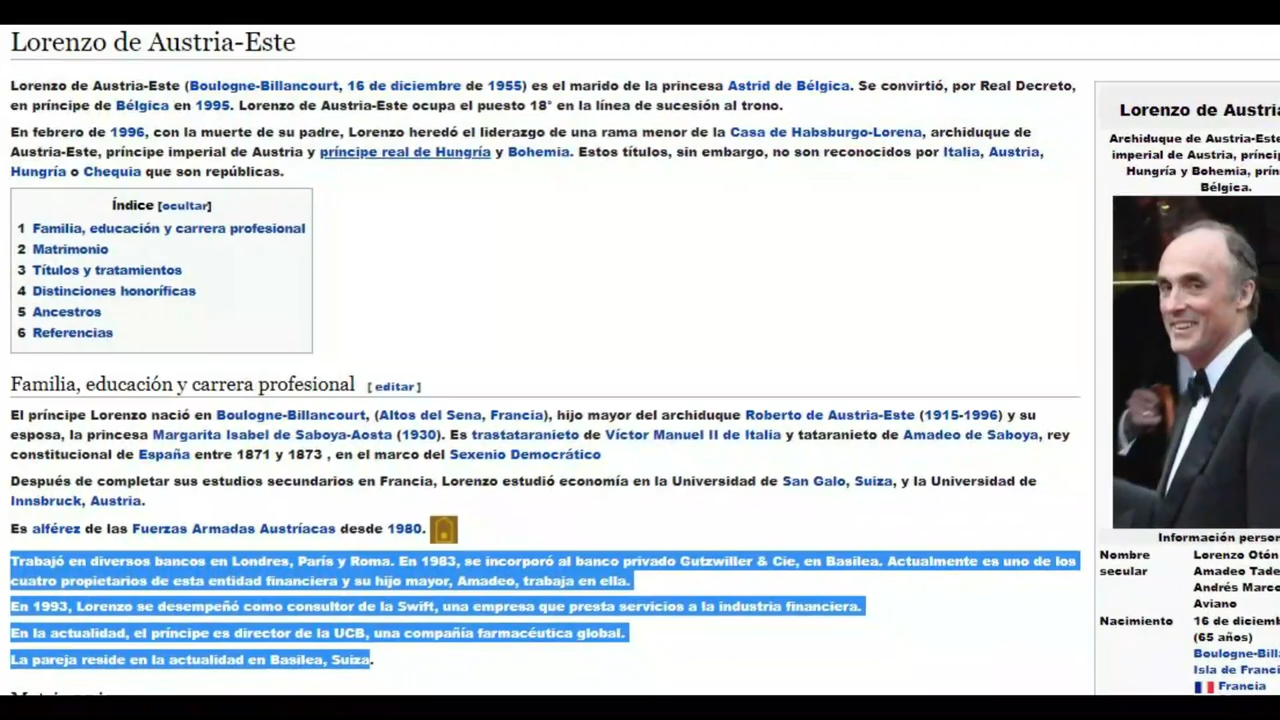 Lorenzo de Austria-Este
Lorenzo de Austria-Este (Boulogne-Billancourt, 16 de diciembre de 1955) es el marido de la princesa Astrid de Bélgica. Se convirtió, por Real Decreto,
en príncipe de Bélgica en 1995. Lorenzo de Austria-Este ocupa el puesto 18° en la línea de sucesión al trono.
En febrero de 1996, con la muerte de su padre, Lorenzo heredó el liderazgo de una rama menor de la Casa de Habsburgo-Lorena, archiduque de
Austria-Este, príncipe imperial de Austria y príncipe real de Hungría y Bohemia. Estos títulos, sin embargo, no son reconocidos por Italia, Austria,
Hungría o Chequia que son repúblicas.
Índice [ocultar]
1 Familia, educación y carrera profesional
2 Matrimonio
3 Títulos y tratamientos
4 Distinciones honoríficas
5 Ancestros
6 Referencias
Familia, educación y carrera profesional [ editar ]
El príncipe Lorenzo nació en Boulogne-Billancourt, (Altos del Sena, Francia), hijo mayor del archiduque Roberto de Austria-Este (1915-1996) y su
esposa, la princesa Margarita Isabel de Saboya-Aosta (1930). Es trastataranieto de Víctor Manuel II de Italia y tataranieto de Amadeo de Saboya, rey
constitucional de España entre 1871 y 1873 , en el marco del Sexenio Democrático
Después de completar sus estudios secundarios en Francia, Lorenzo estudió economía en la Universidad de San Galo, Suiza, y la Universidad de
Innsbruck, Austria.
Es alférez de las Fuerzas Armadas Austríacas desde 1980.
Trabajó en diversos bancos en Londres, París y Roma. En 1983, se incorporó al banco privado Gutzwiller & Cie, en Basilea. Actualmente es uno de los
cuatro propietarios de esta entidad financiera y su hijo mayor, Amadeo, trabaja en ella.
En 1993, Lorenzo se desempeñó como consultor de la Swift, una empresa que presta servicios a la industria financiera.
En la actualidad, el príncipe es director de la UCB, una compañía farmacéutica global.
La pareja reside en la actualidad en Basilea, Suiza.
Lorenzo de Austria
Archiduque de Austria-Este
imperial de Austria, prínci
Hungría y Bohemia, prín
Bélgica.
Información person
Nombre secular
Lorenzo Otón
Amadeo Tade
Andrés Marco
Aviano
Nacimiento
16 de diciemb
(65 años)
Boulogne-Bill
Isla de Franci
Francia